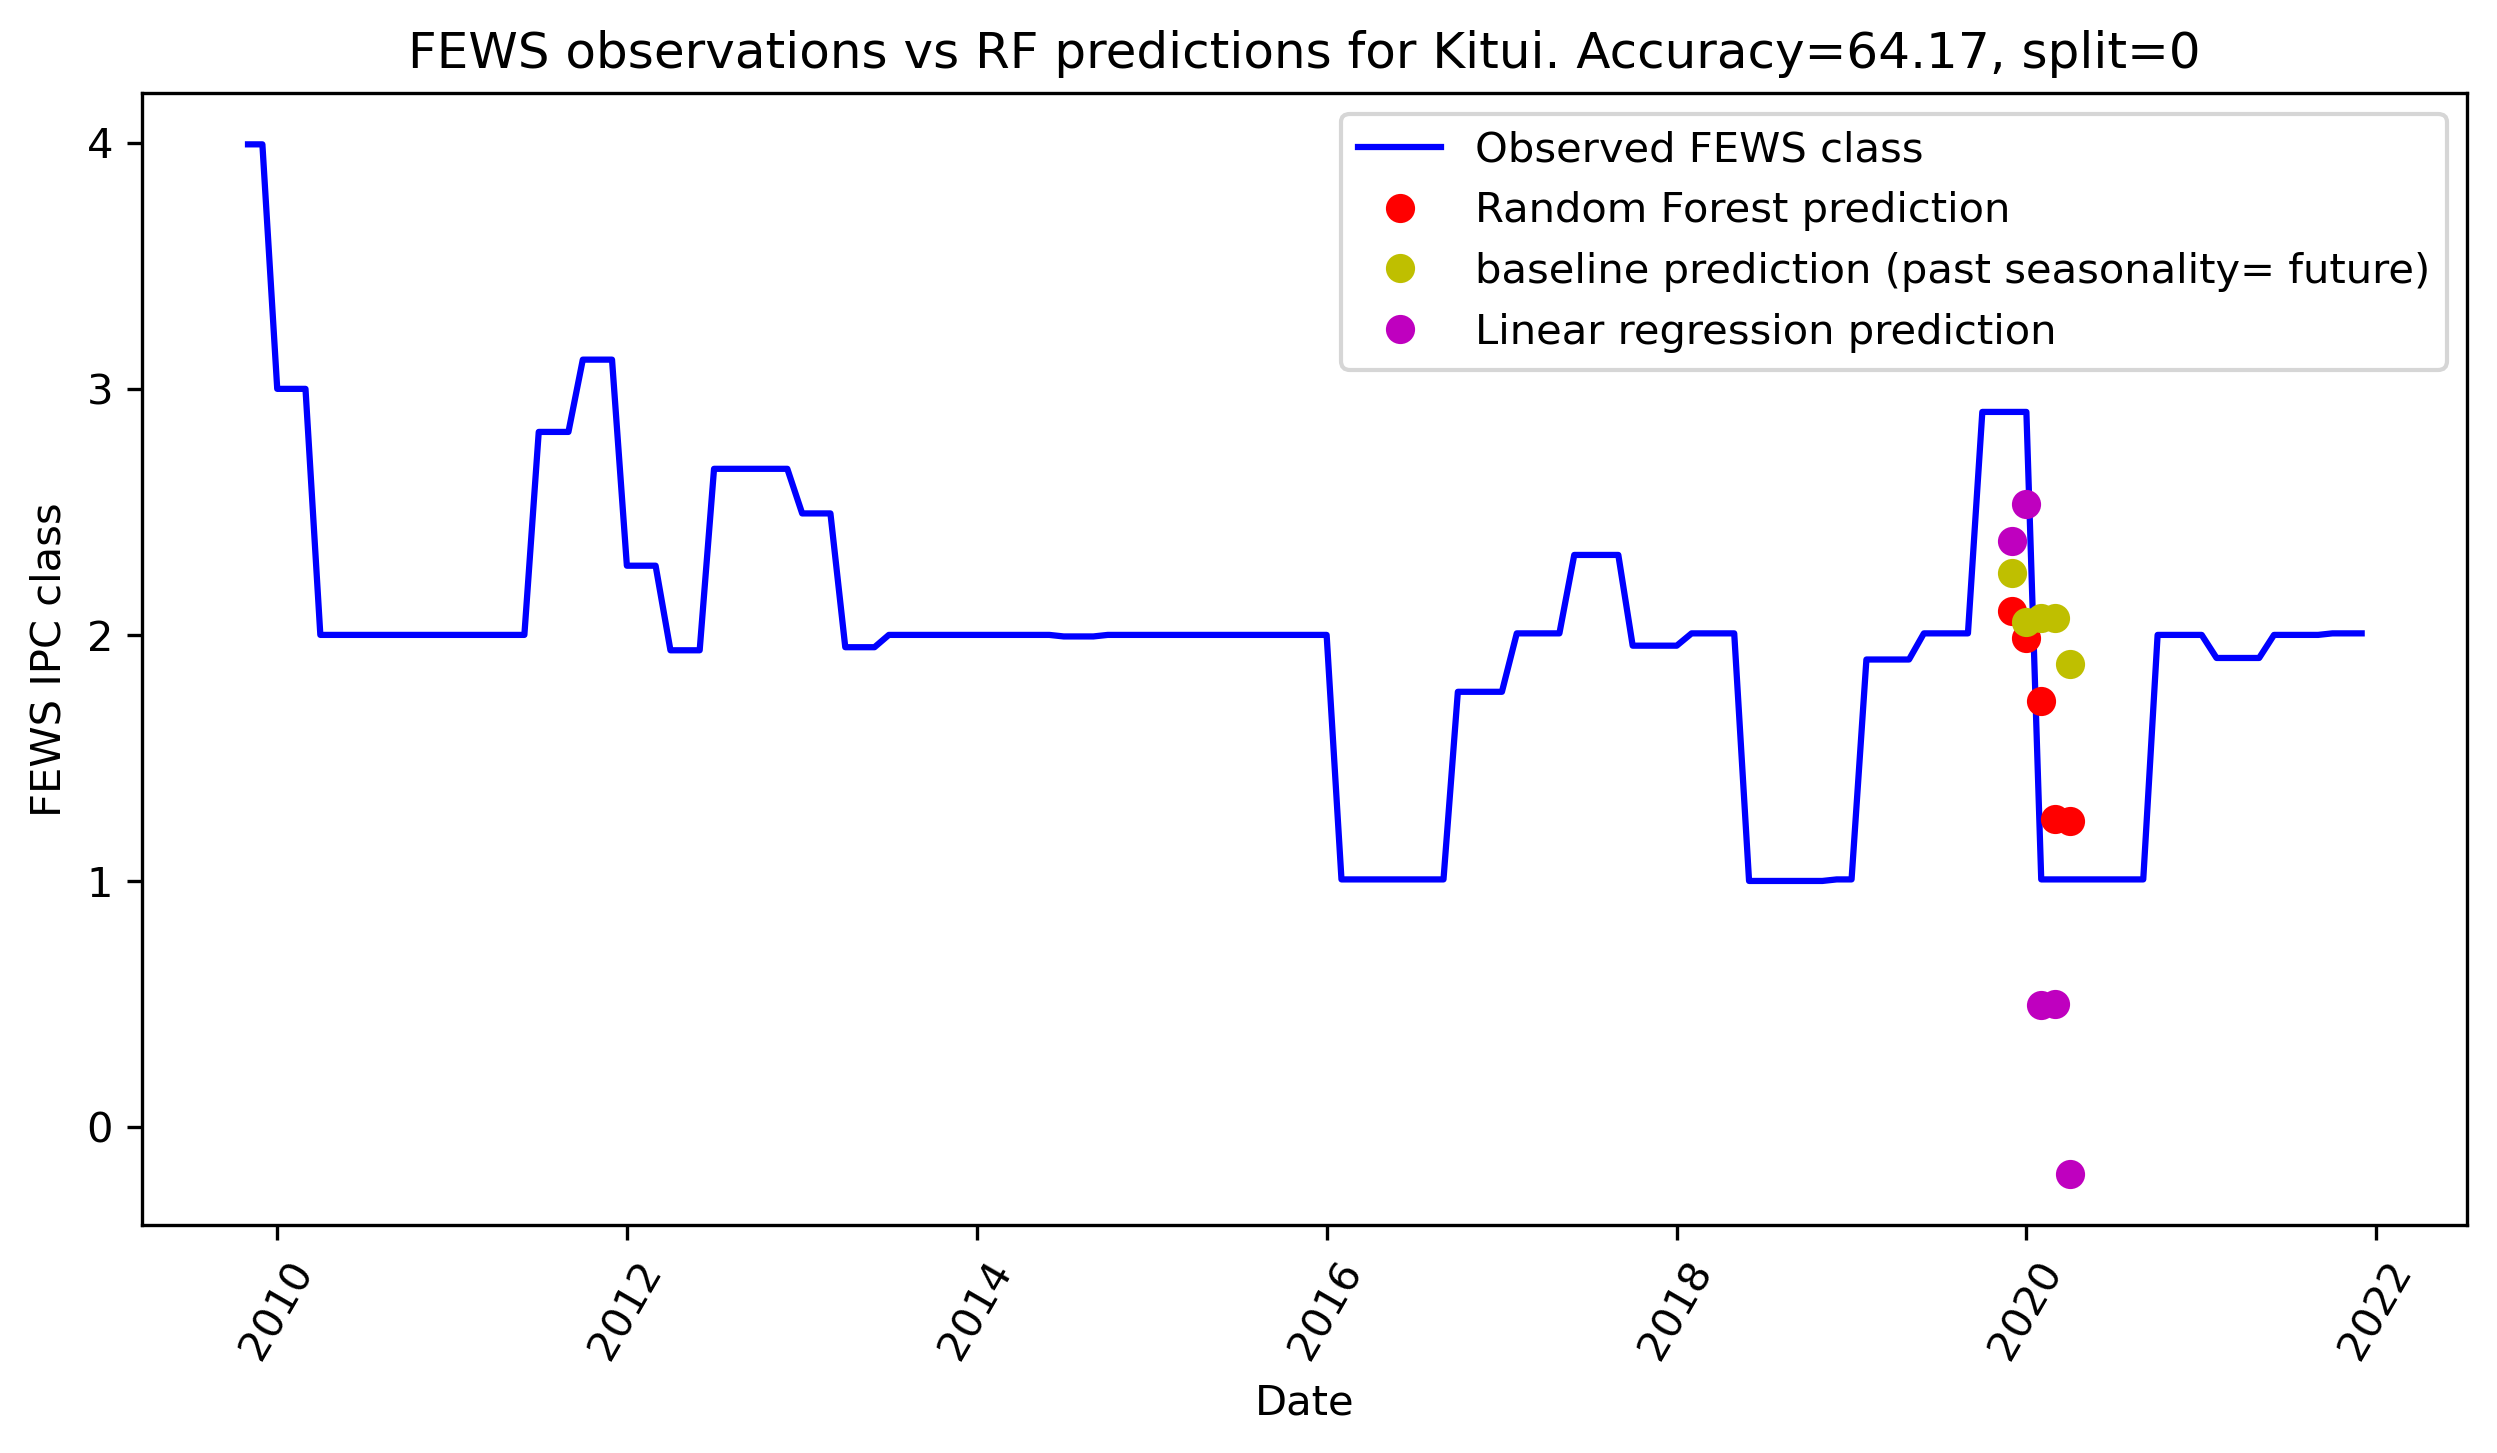 FEWS observations vs RF predictions for Kitui. Accuracy=64.17, split=0
Observed FEWS class
Random Forest prediction
baseline prediction (past seasonality= future)
Linear regression prediction
FEWS IPC class
4
3
2
1
0
2010
2012
2014
2016
2018
2020
2022
Date